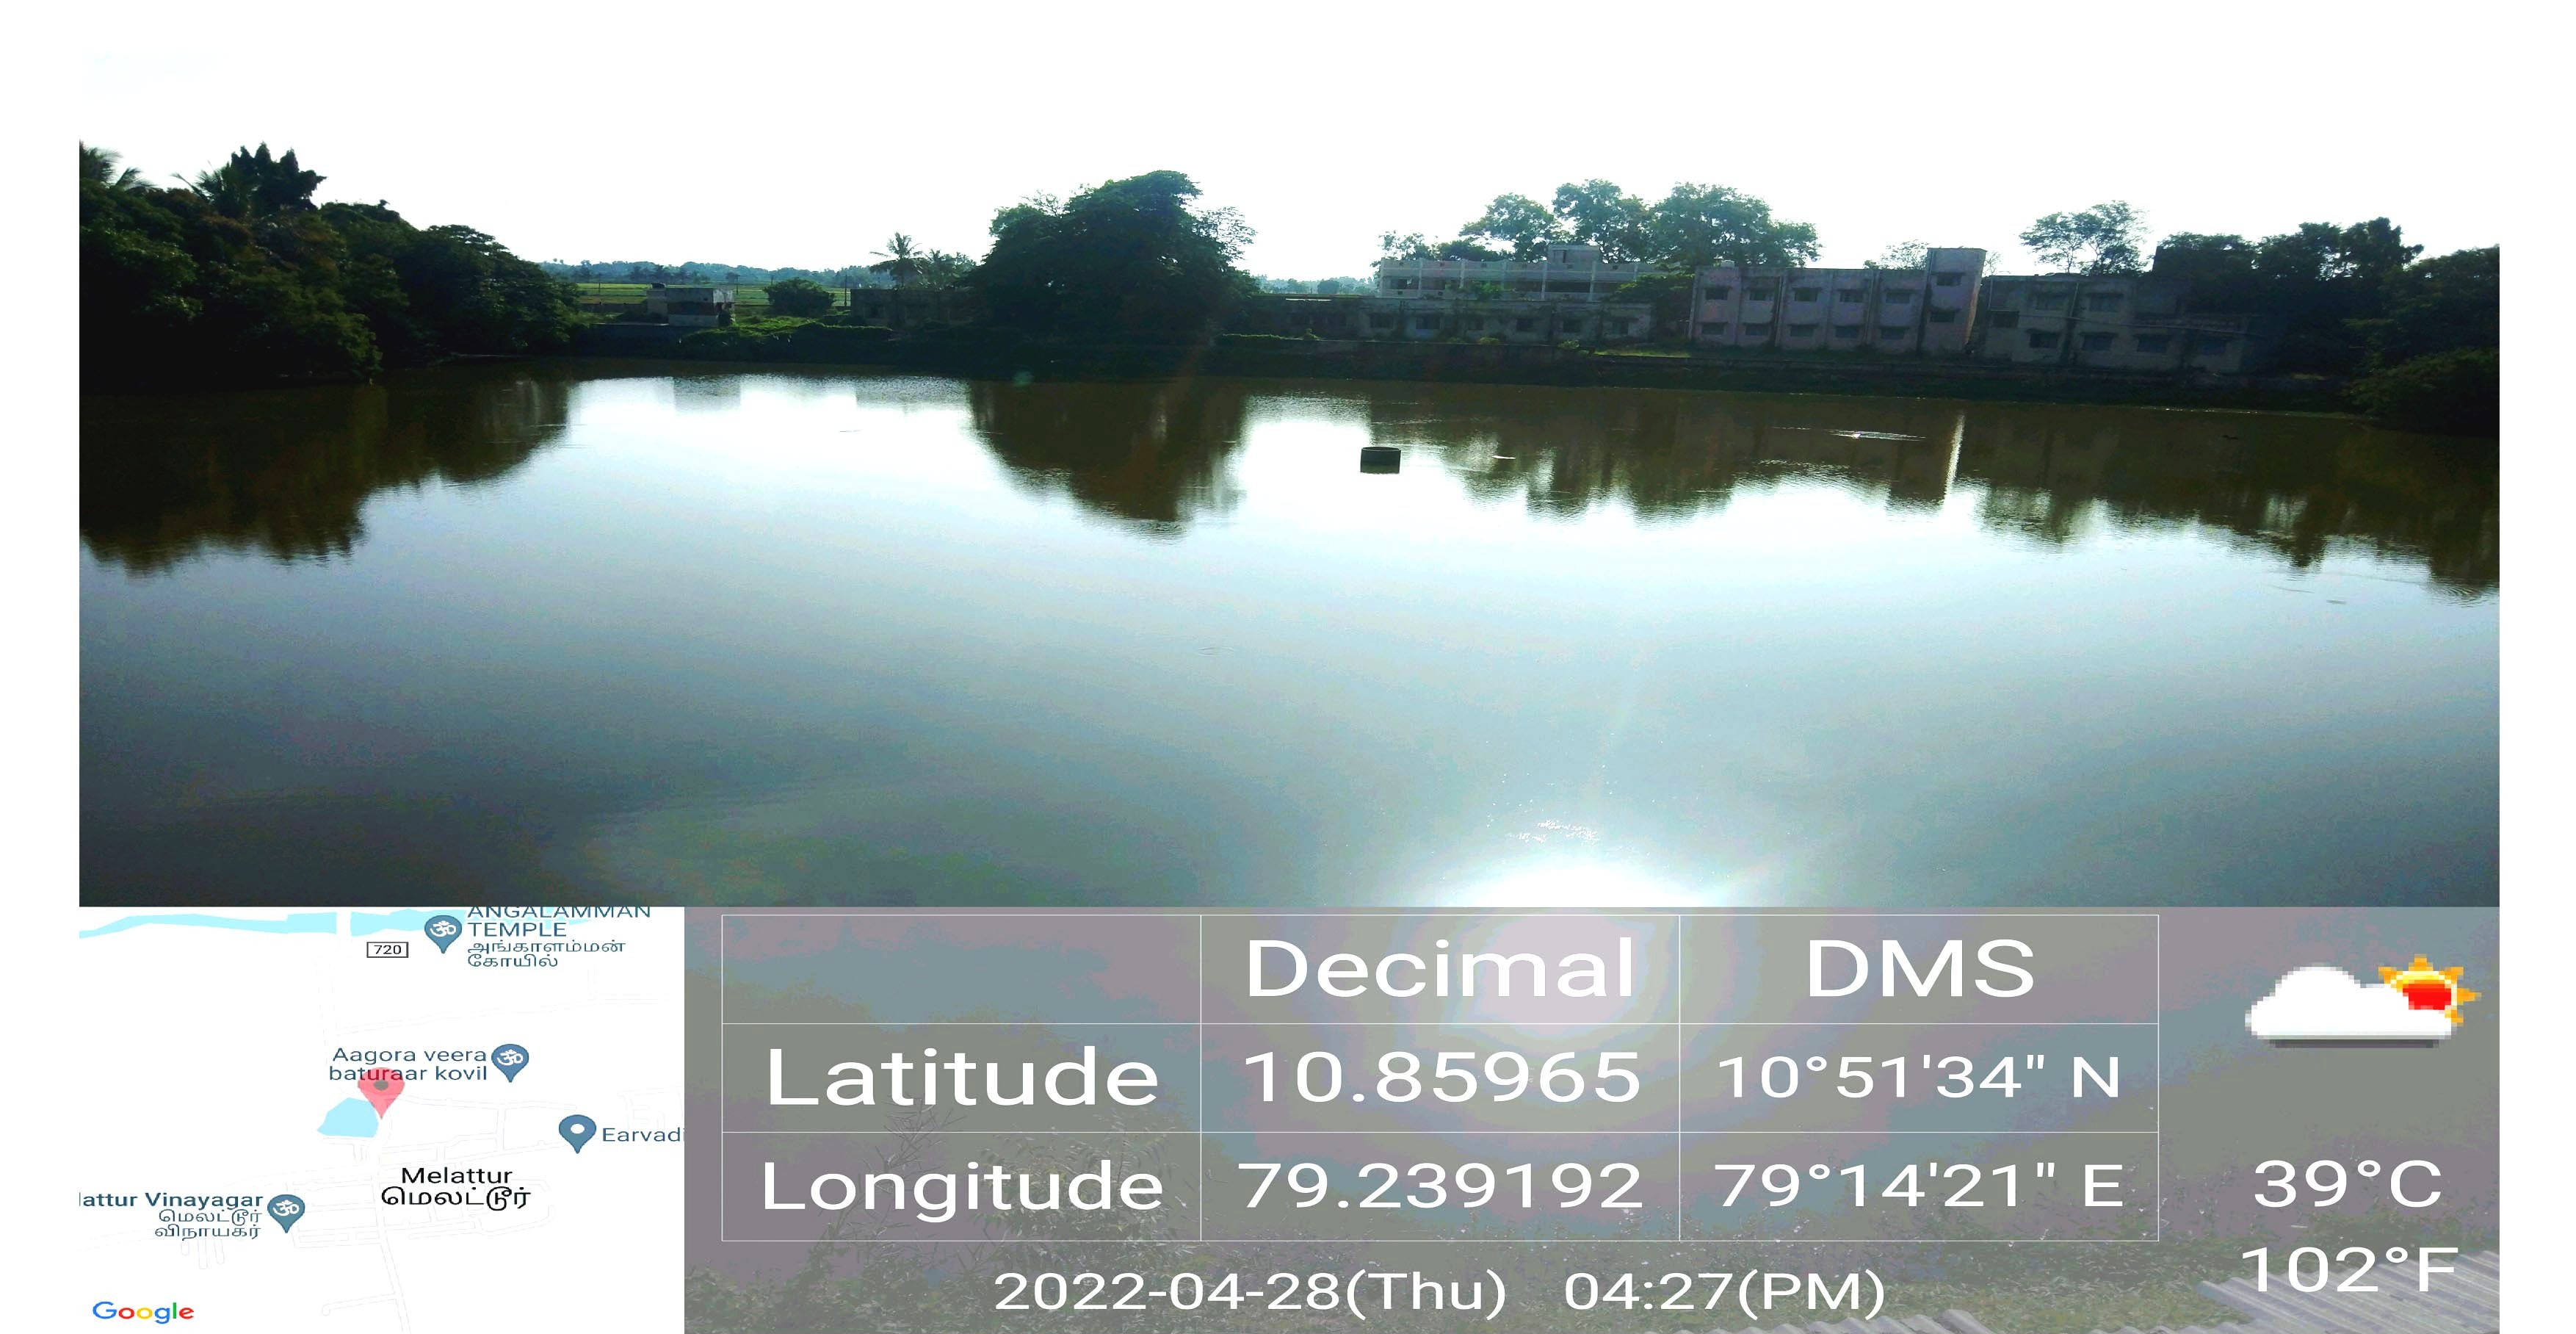 ANGALAMMAN
TEMPLE
அங்காளம்மன்
கோயில்
720
Aagora veera
baturaar kovil
Earvadi
Melattur
மெலட்டூர்
lattur Vinayagar
மெலட்டூர்
விநாயகர்
Google
Decimal DMS
Latitude 10.85965 10°51'34" N
Longitude 79.239192 79°14'21" E
2022-04-28(Thu) 04:27(PM)
39°C
102°F